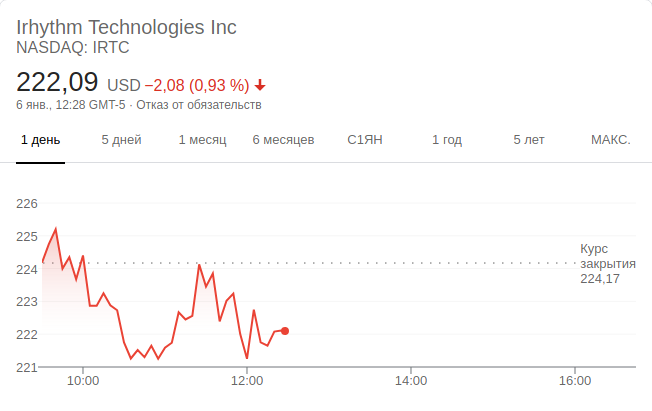 Irhythm Technologies Inc
NASDAQ: IRTC
222,09 USD −2,08 (0,93 %)
6 янв., 12:28 GMT-5 · Отказ от обязательств
1 день 5 дней 1 месяц 6 месяцев С1ЯН 1 год 5 лет МАКС.
226
225
224
223
222
221
Курс
закрытия
224,17
10:00 12:00 14:00 16:00